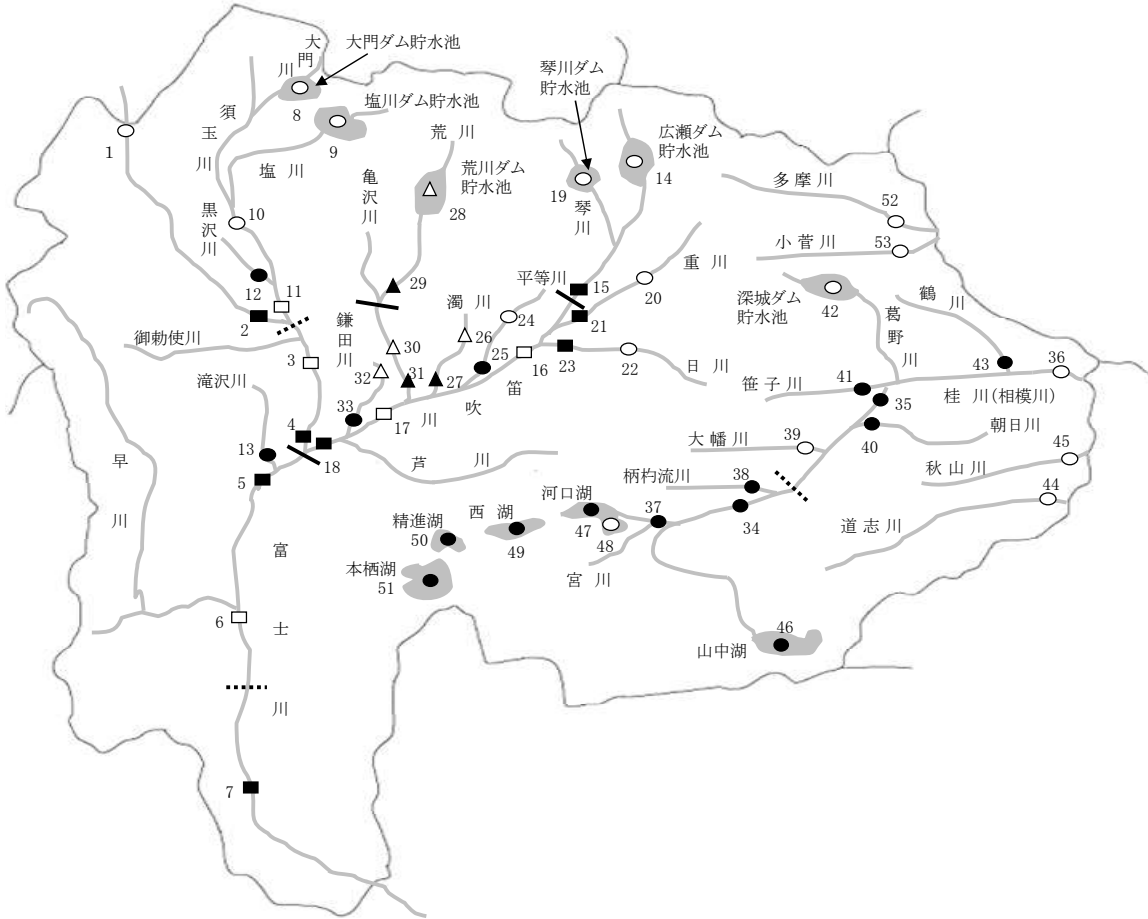 大門川
大門ダム貯水池
8
須玉川
塩川ダム貯水池
9
塩川
荒川
琴川ダム
貯水池
19
琴川
広瀬ダム
貯水池
14
多摩川
52
小菅川
53
1
10
黒沢川
12
11
2
御勅使川
3
亀沢川
荒川ダム
貯水池
28
29
鎌田川
30
32
31
濁川
26
27
24
25
平等川
15
重川
20
21
16
23
22
日川
笛吹川
17
33
18
芦川
滝沢川
13
4
5
早川
富士川
6
7
深城ダム
貯水池
42
葛野川
鶴川
43
36
桂川(相模川)
笹子川
41
35
40
朝日川
大幡川
39
柄杓流川
38
34
秋山川
45
道志川
44
河口湖
47
48
37
宮川
西湖
49
精進湖
50
本栖湖
51
山中湖
46